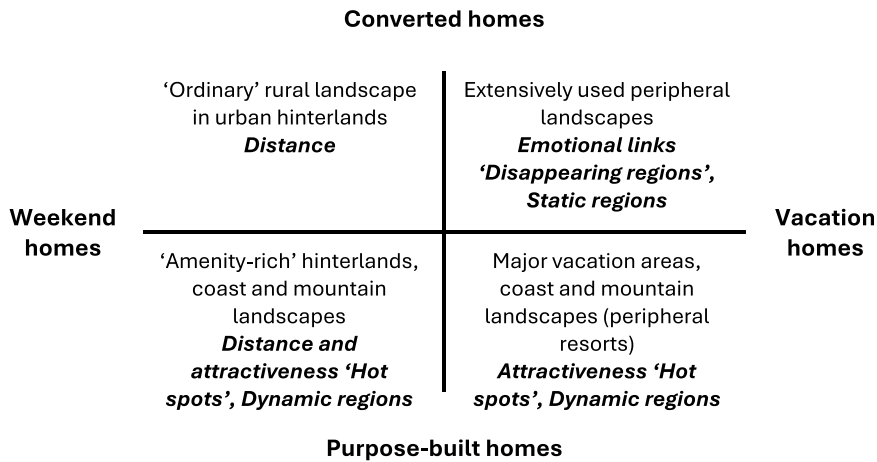 Converted homes
‘Ordinary’ rural landscape
in urban hinterlands
Distance
Extensively used peripheral
landscapes
Emotional links
‘Disappearing regions’,
Static regions
Weekend
homes
Vacation
homes
‘Amenity-rich’ hinterlands,
coast and mountain
landscapes
Distance and
attractiveness ‘Hot
spots’, Dynamic regions
Major vacation areas,
coast and mountain
landscapes (peripheral
resorts)
Attractiveness ‘Hot
spots’, Dynamic regions
Purpose-built homes